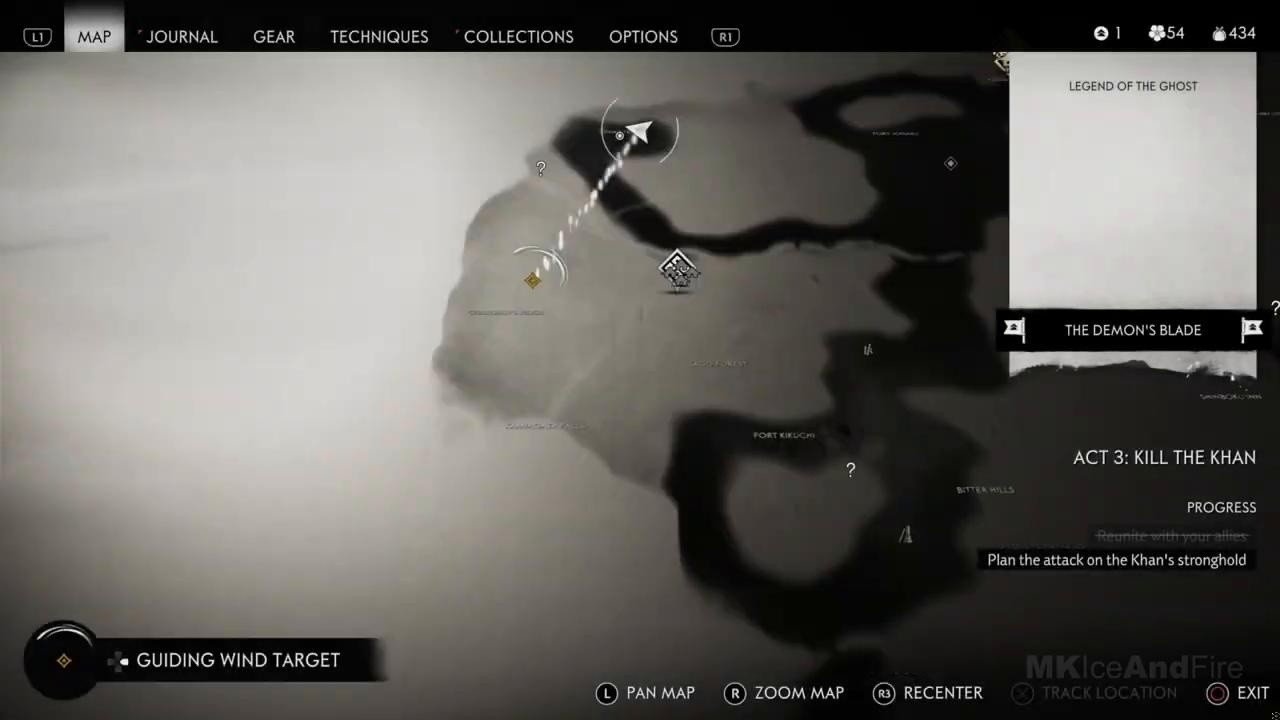 L1 MAP JOURNAL GEAR TECHNIQUES COLLECTIONS OPTIONS R1 1 54 434
LEGEND OF THE GHOST
?
?
THE DEMON'S BLADE
FORT KIKUCHI
?
BITTER HILLS
ACT 3: KILL THE KHAN
PROGRESS
Reunite with your allies
Plan the attack on the Khan's stronghold
GUIDING WIND TARGET
MKIceAndFire
L PAN MAP R ZOOM MAP R3 RECENTER TRACK LOCATION EXIT